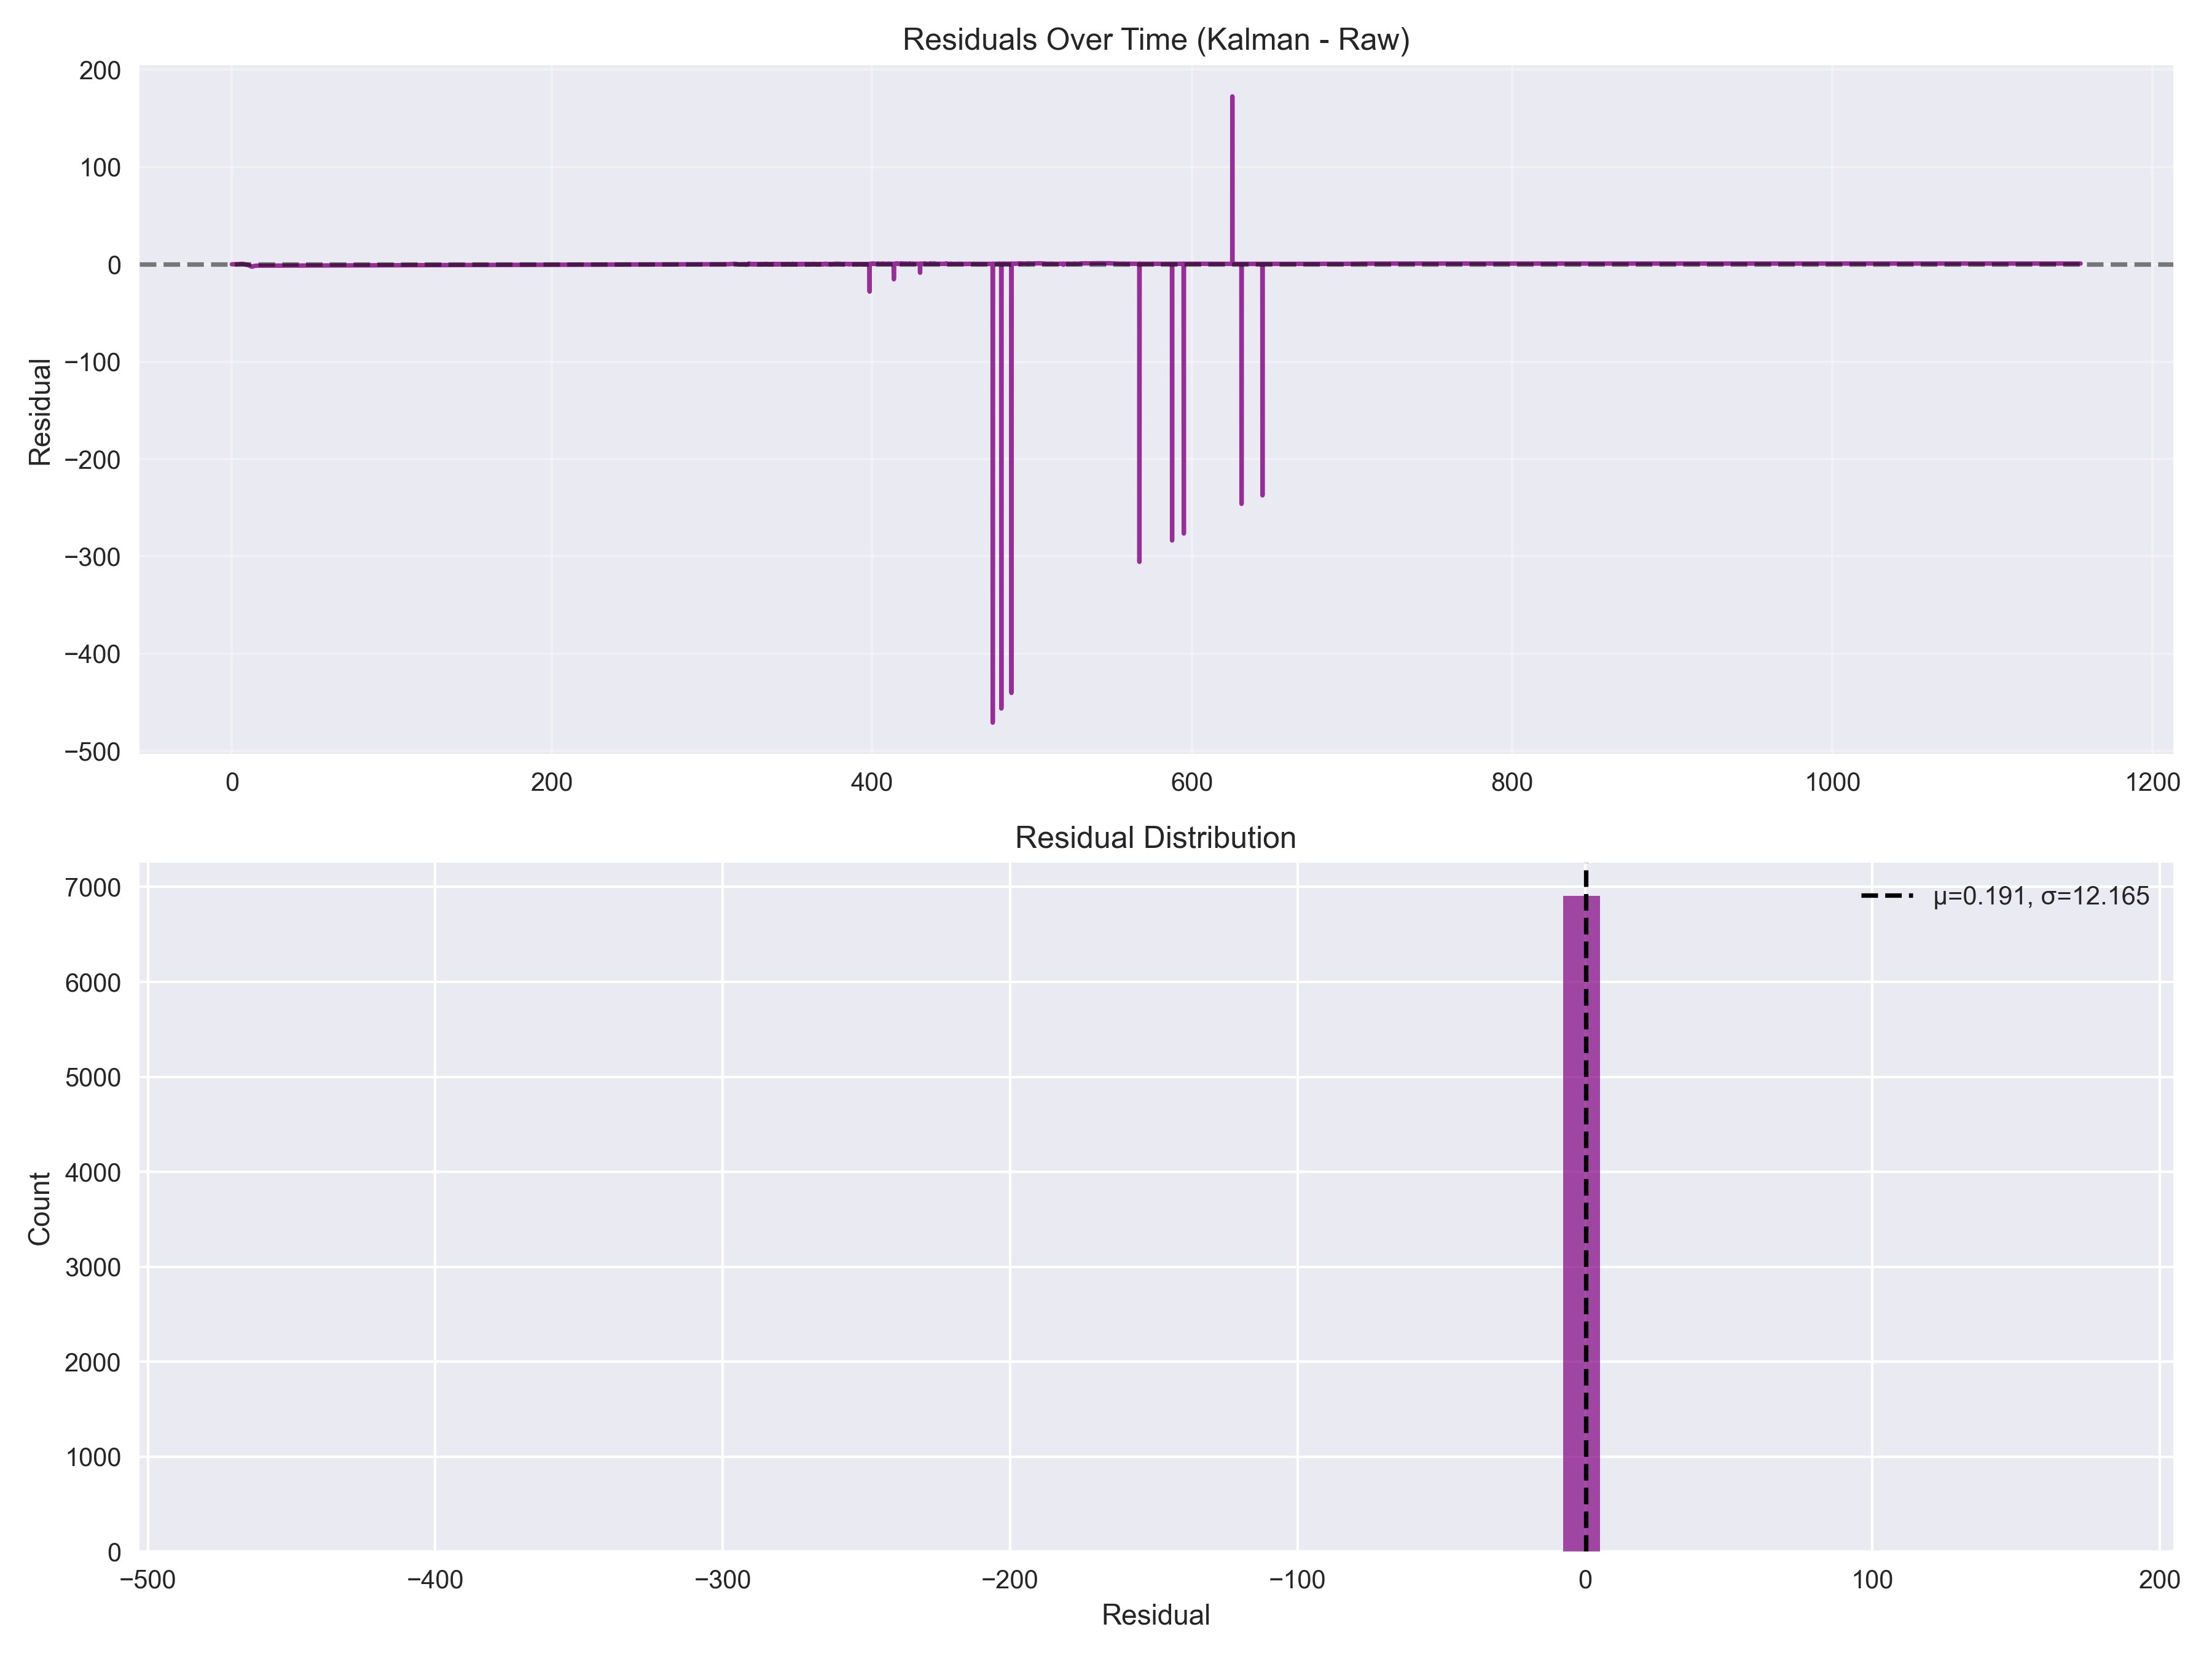 Residuals Over Time (Kalman - Raw)
200
100
0
−100
−200
−300
−400
−500
Residual
0 200 400 600 800 1000 1200
Residual Distribution
7000
6000
5000
4000
3000
2000
1000
0
Count
μ=0.191, σ=12.165
−500 −400 −300 −200 −100 0 100 200
Residual